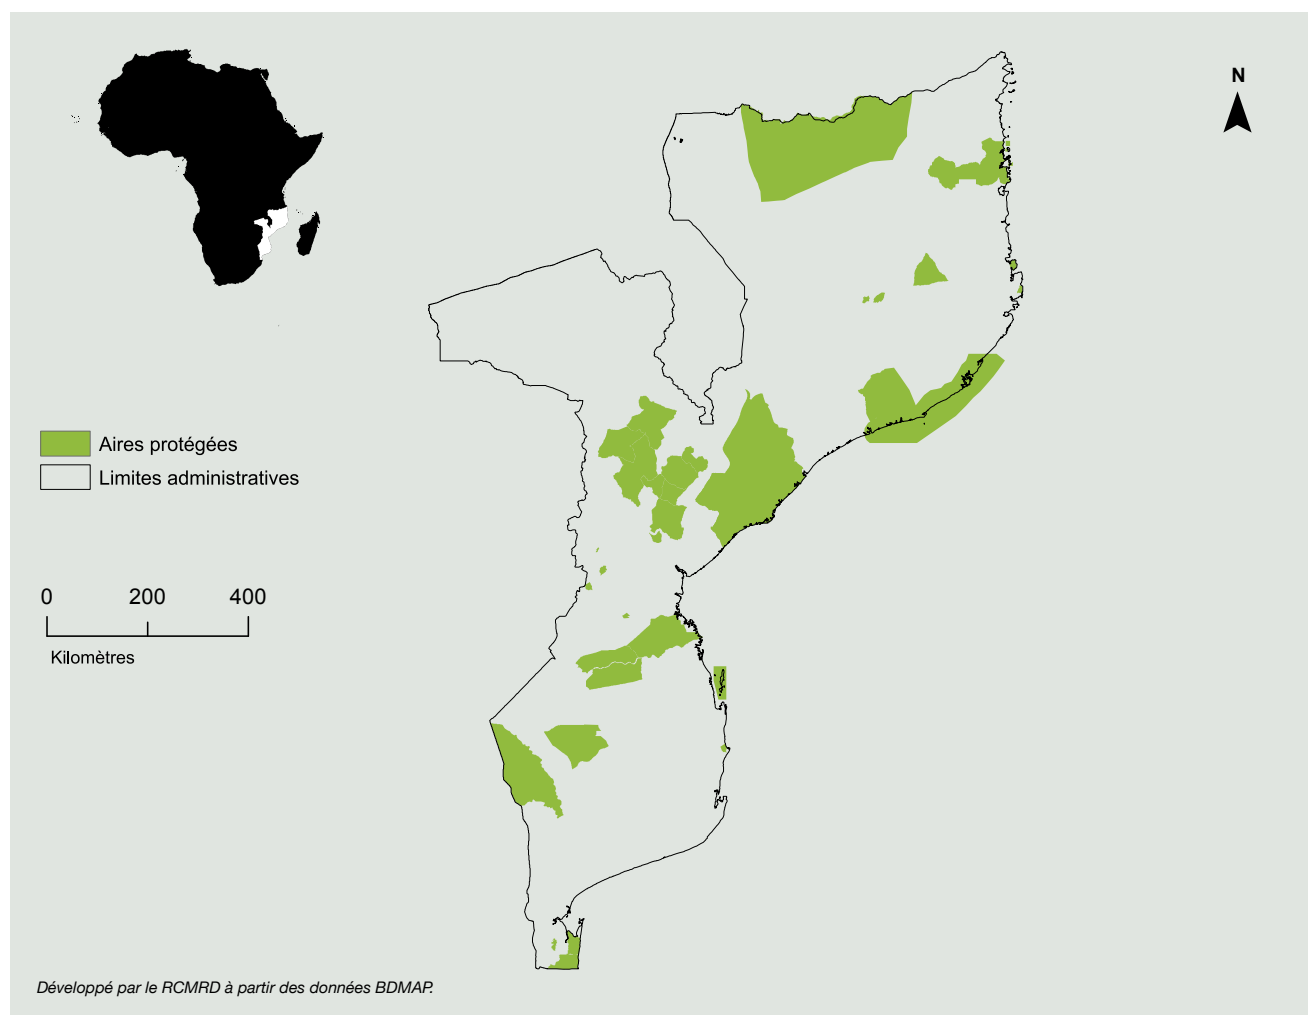 N
Aires protégées
Limites administratives
0 200 400
Kilomètres
Développé par le RCMRD à partir des données BDMAP.